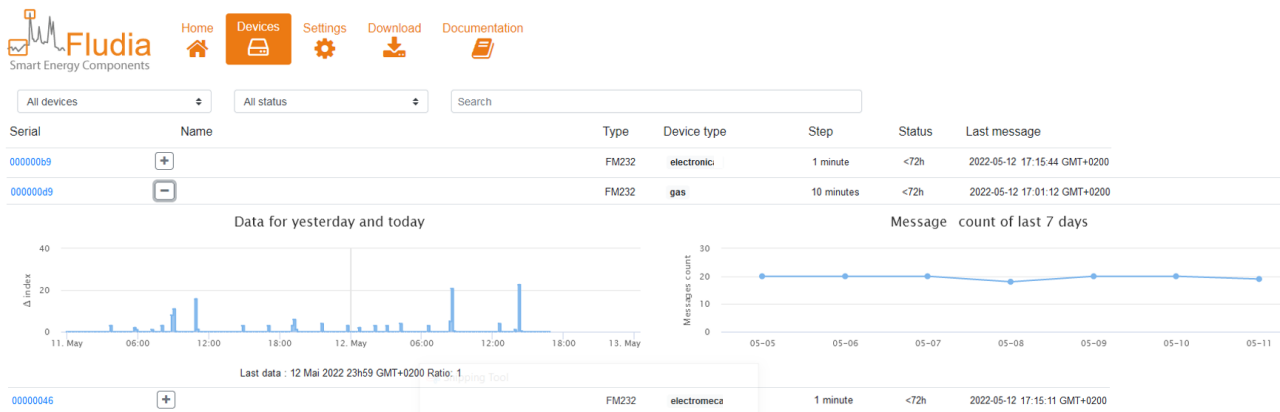 Home Devices Settings Download Documentation
Fludia
Smart Energy Components
All devices All status Search
Serial Name Type Device type Step Status Last message
000000b9 + FM232 electronica 1 minute <72h 2022-05-12 17:15:44 GMT+0200
000000d9 − FM232 gas 10 minutes <72h 2022-05-12 17:01:12 GMT+0200
Data for yesterday and today
40
20
0
Δ index
11. May 06:00 12:00 18:00 12. May 06:00 12:00 18:00 13. May
Last data : 12 Mai 2022 23h59 GMT+0200 Ratio: 1
Message count of last 7 days
30
20
10
0
Messages count
05-05 05-06 05-07 05-08 05-09 05-10 05-11
Snipping Tool
00000046 + FM232 electromeca 1 minute <72h 2022-05-12 17:15:11 GMT+0200